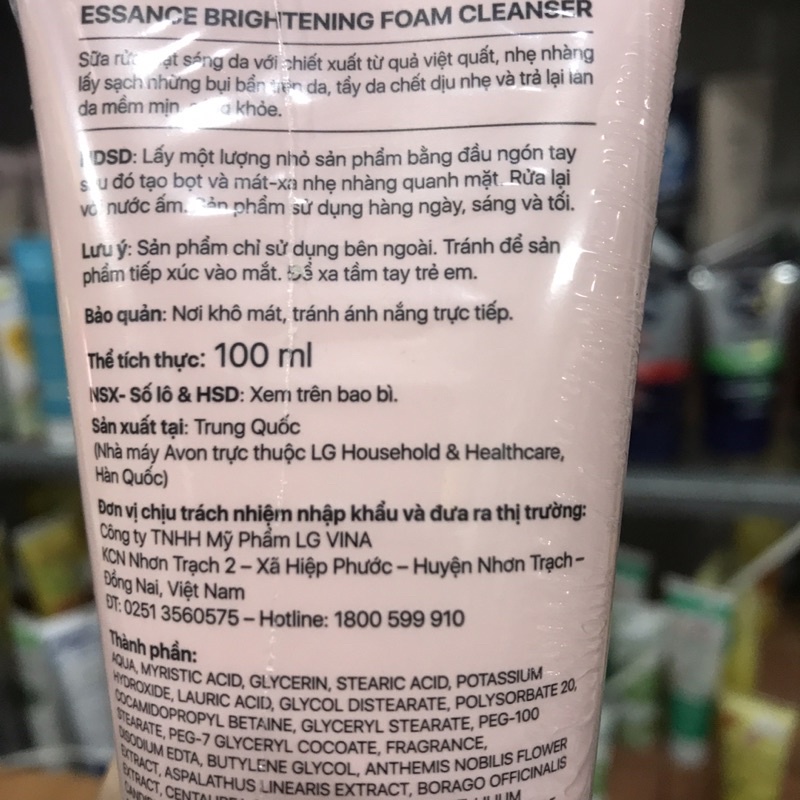 ESSANCE BRIGHTENING FOAM CLEANSER
Sữa rửa mặt sáng da với chiết xuất từ quả việt quất, nhẹ nhàng
lấy sạch những bụi bẩn trên da, tẩy da chết dịu nhẹ và trả lại làn
da mềm mịn, khỏe.
HDSD: Lấy một lượng nhỏ sản phẩm bằng đầu ngón tay
sau đó tạo bọt và mát-xa nhẹ nhàng quanh mặt. Rửa lại
với nước ấm. Sản phẩm sử dụng hàng ngày, sáng và tối.
Lưu ý: Sản phẩm chỉ sử dụng bên ngoài. Tránh để sản
phẩm tiếp xúc vào mắt. Để xa tầm tay trẻ em.
Bảo quản: Nơi khô mát, tránh ánh nắng trực tiếp.
Thể tích thực: 100 ml
NSX- Số lô & HSD: Xem trên bao bì.
Sản xuất tại: Trung Quốc
(Nhà máy Avon trực thuộc LG Household & Healthcare,
Hàn Quốc)
Đơn vị chịu trách nhiệm nhập khẩu và đưa ra thị trường:
Công ty TNHH Mỹ Phẩm LG VINA
KCN Nhơn Trạch 2 – Xã Hiệp Phước – Huyện Nhơn Trạch –
Đồng Nai, Việt Nam
ĐT: 0251 3560575 – Hotline: 1800 599 910
Thành phần:
AQUA, MYRISTIC ACID, GLYCERIN, STEARIC ACID, POTASSIUM
HYDROXIDE, LAURIC ACID, GLYCOL DISTEARATE, POLYSORBATE 20,
COCAMIDOPROPYL BETAINE, GLYCERYL STEARATE, PEG-100
STEARATE, PEG-7 GLYCERYL COCOATE, FRAGRANCE,
DISODIUM EDTA, BUTYLENE GLYCOL, ANTHEMIS NOBILIS FLOWER
EXTRACT, ASPALATHUS LINEARIS EXTRACT, BORAGO OFFICINALIS
EXTRACT,